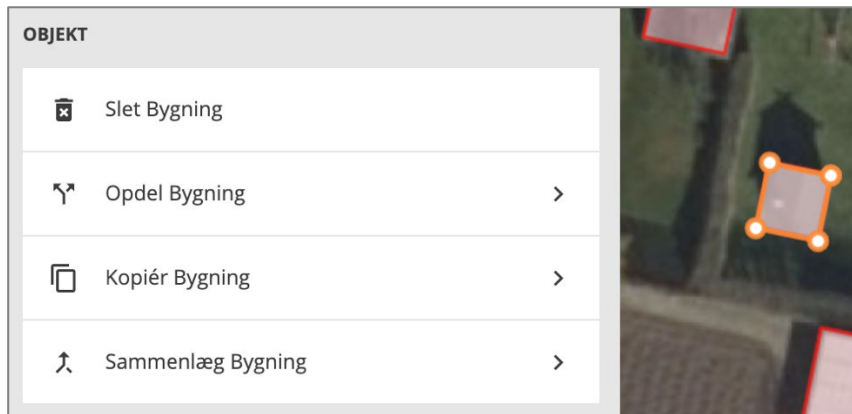 OBJEKT
Slet Bygning
Opdel Bygning
Kopiér Bygning
Sammenlæg Bygning